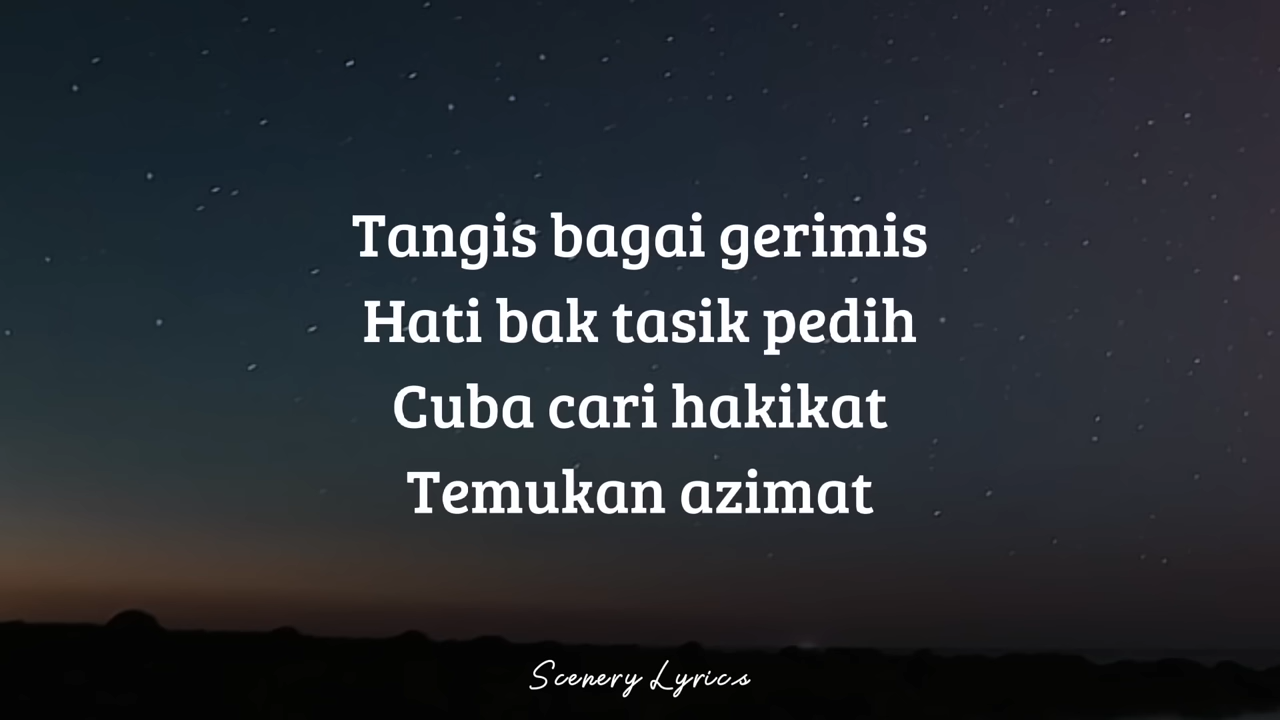 Tangis bagai gerimis
Hati bak tasik pedih
Cuba cari hakikat
Temukan azimat
Scenery Lyrics